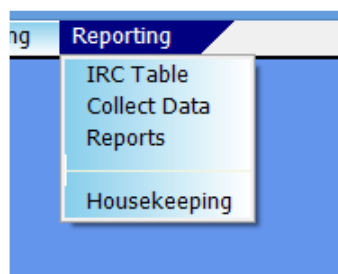 ng Reporting
IRC Table
Collect Data
Reports
Housekeeping